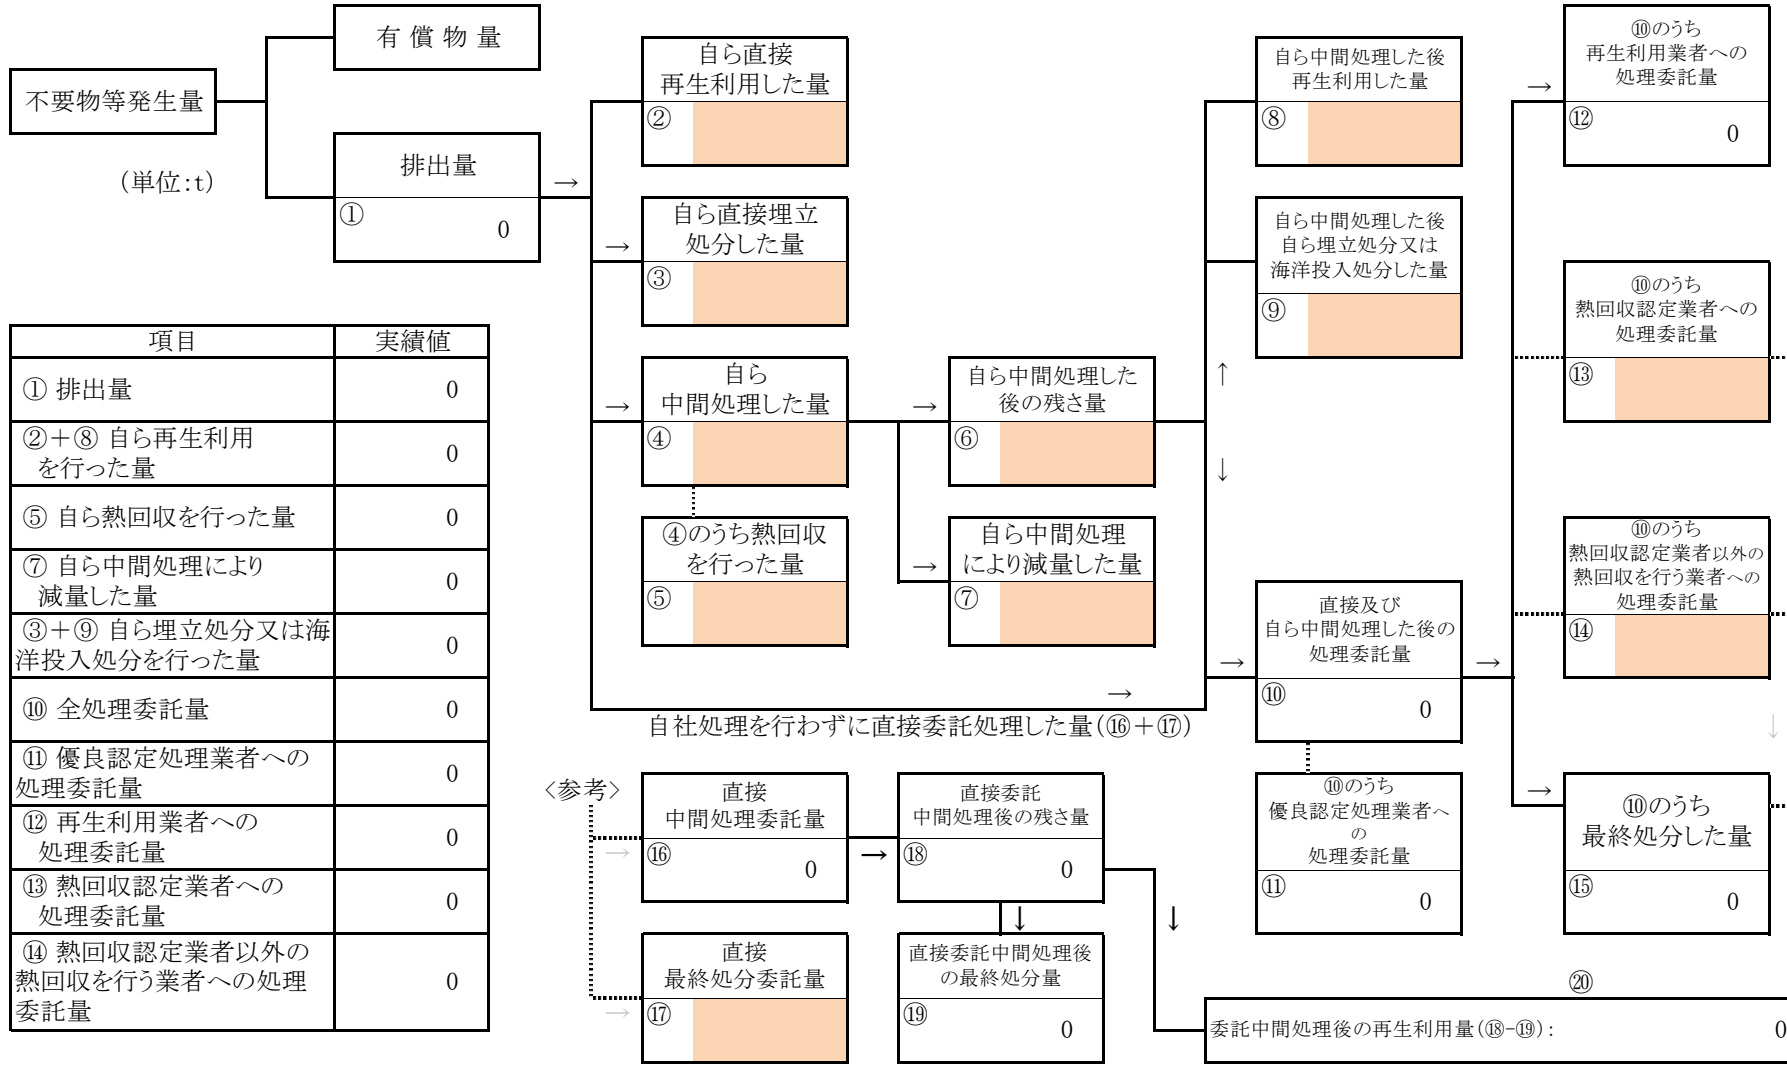 有 償 物 量
不要物等発生量
（単位:t）
排出量
①
0
→
自ら直接
再生利用した量
②
→
自ら直接埋立
処分した量
③
→
自ら
中間処理した量
④
④のうち熱回収
を行った量
⑤
→
自ら中間処理した
後の残さ量
⑥
→
自ら中間処理
により減量した量
⑦
↑
↓
自ら中間処理した後
再生利用した量
⑧
自ら中間処理した後
自ら埋立処分又は
海洋投入処分した量
⑨
→
自社処理を行わずに直接委託処理した量(⑯＋⑰)
→
直接及び
自ら中間処理した後の
処理委託量
⑩
0
→
⑩のうち
優良認定処理業者へ
の
処理委託量
⑪
0
→
⑩のうち
再生利用業者への
処理委託量
⑫
0
⑩のうち
熱回収認定業者への
処理委託量
⑬
⑩のうち
熱回収認定業者以外の
熱回収を行う業者への
処理委託量
⑭
↓
→
⑩のうち
最終処分した量
⑮
0
項目 実績値
① 排出量 0
②＋⑧ 自ら再生利用
を行った量 0
⑤ 自ら熱回収を行った量 0
⑦ 自ら中間処理により
減量した量 0
③＋⑨ 自ら埋立処分又は海
洋投入処分を行った量 0
⑩ 全処理委託量 0
⑪ 優良認定処理業者への
処理委託量 0
⑫ 再生利用業者への
処理委託量 0
⑬ 熱回収認定業者への
処理委託量 0
⑭ 熱回収認定業者以外の
熱回収を行う業者への処理
委託量 0
〈参考〉
→
直接
中間処理委託量
⑯
0
→
直接委託
中間処理後の残さ量
⑱
0
→
直接
最終処分委託量
⑰
↓
直接委託中間処理後
の最終処分量
⑲
0
↓
⑳
委託中間処理後の再生利用量(⑱-⑲)： 0